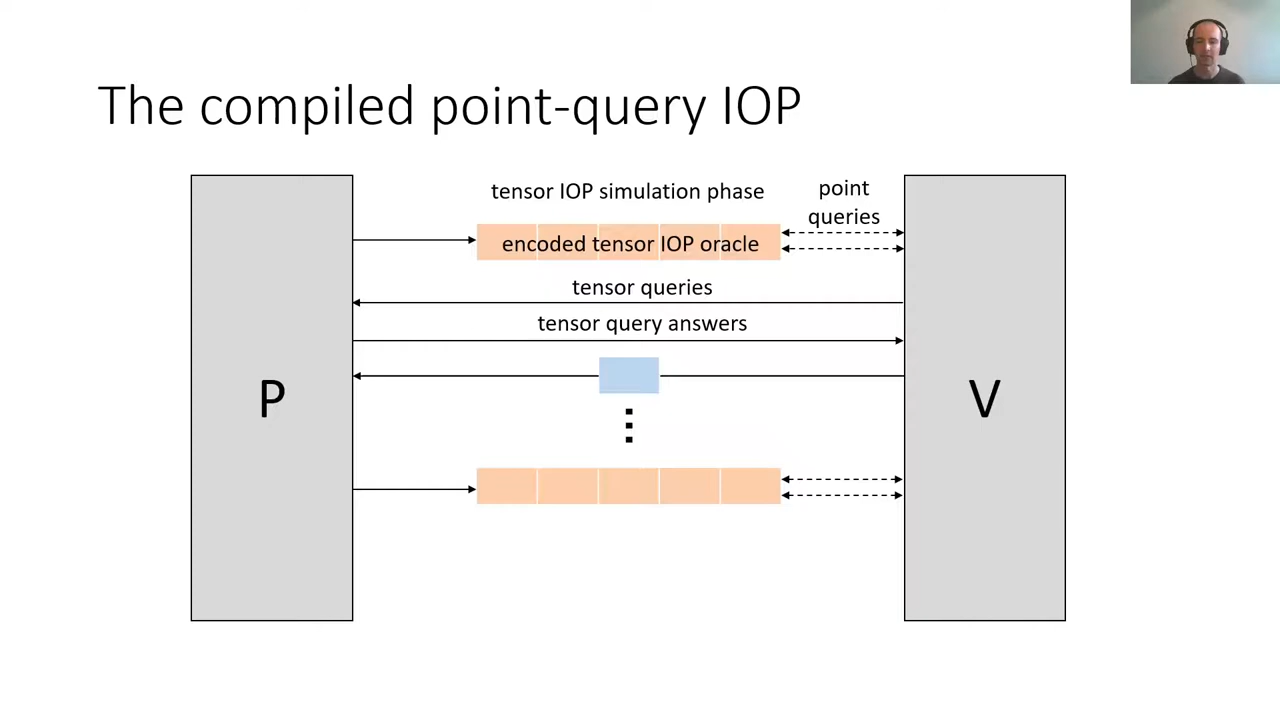 The compiled point-query IOP
tensor IOP simulation phase
point
queries
encoded tensor IOP oracle
tensor queries
tensor query answers
P
V